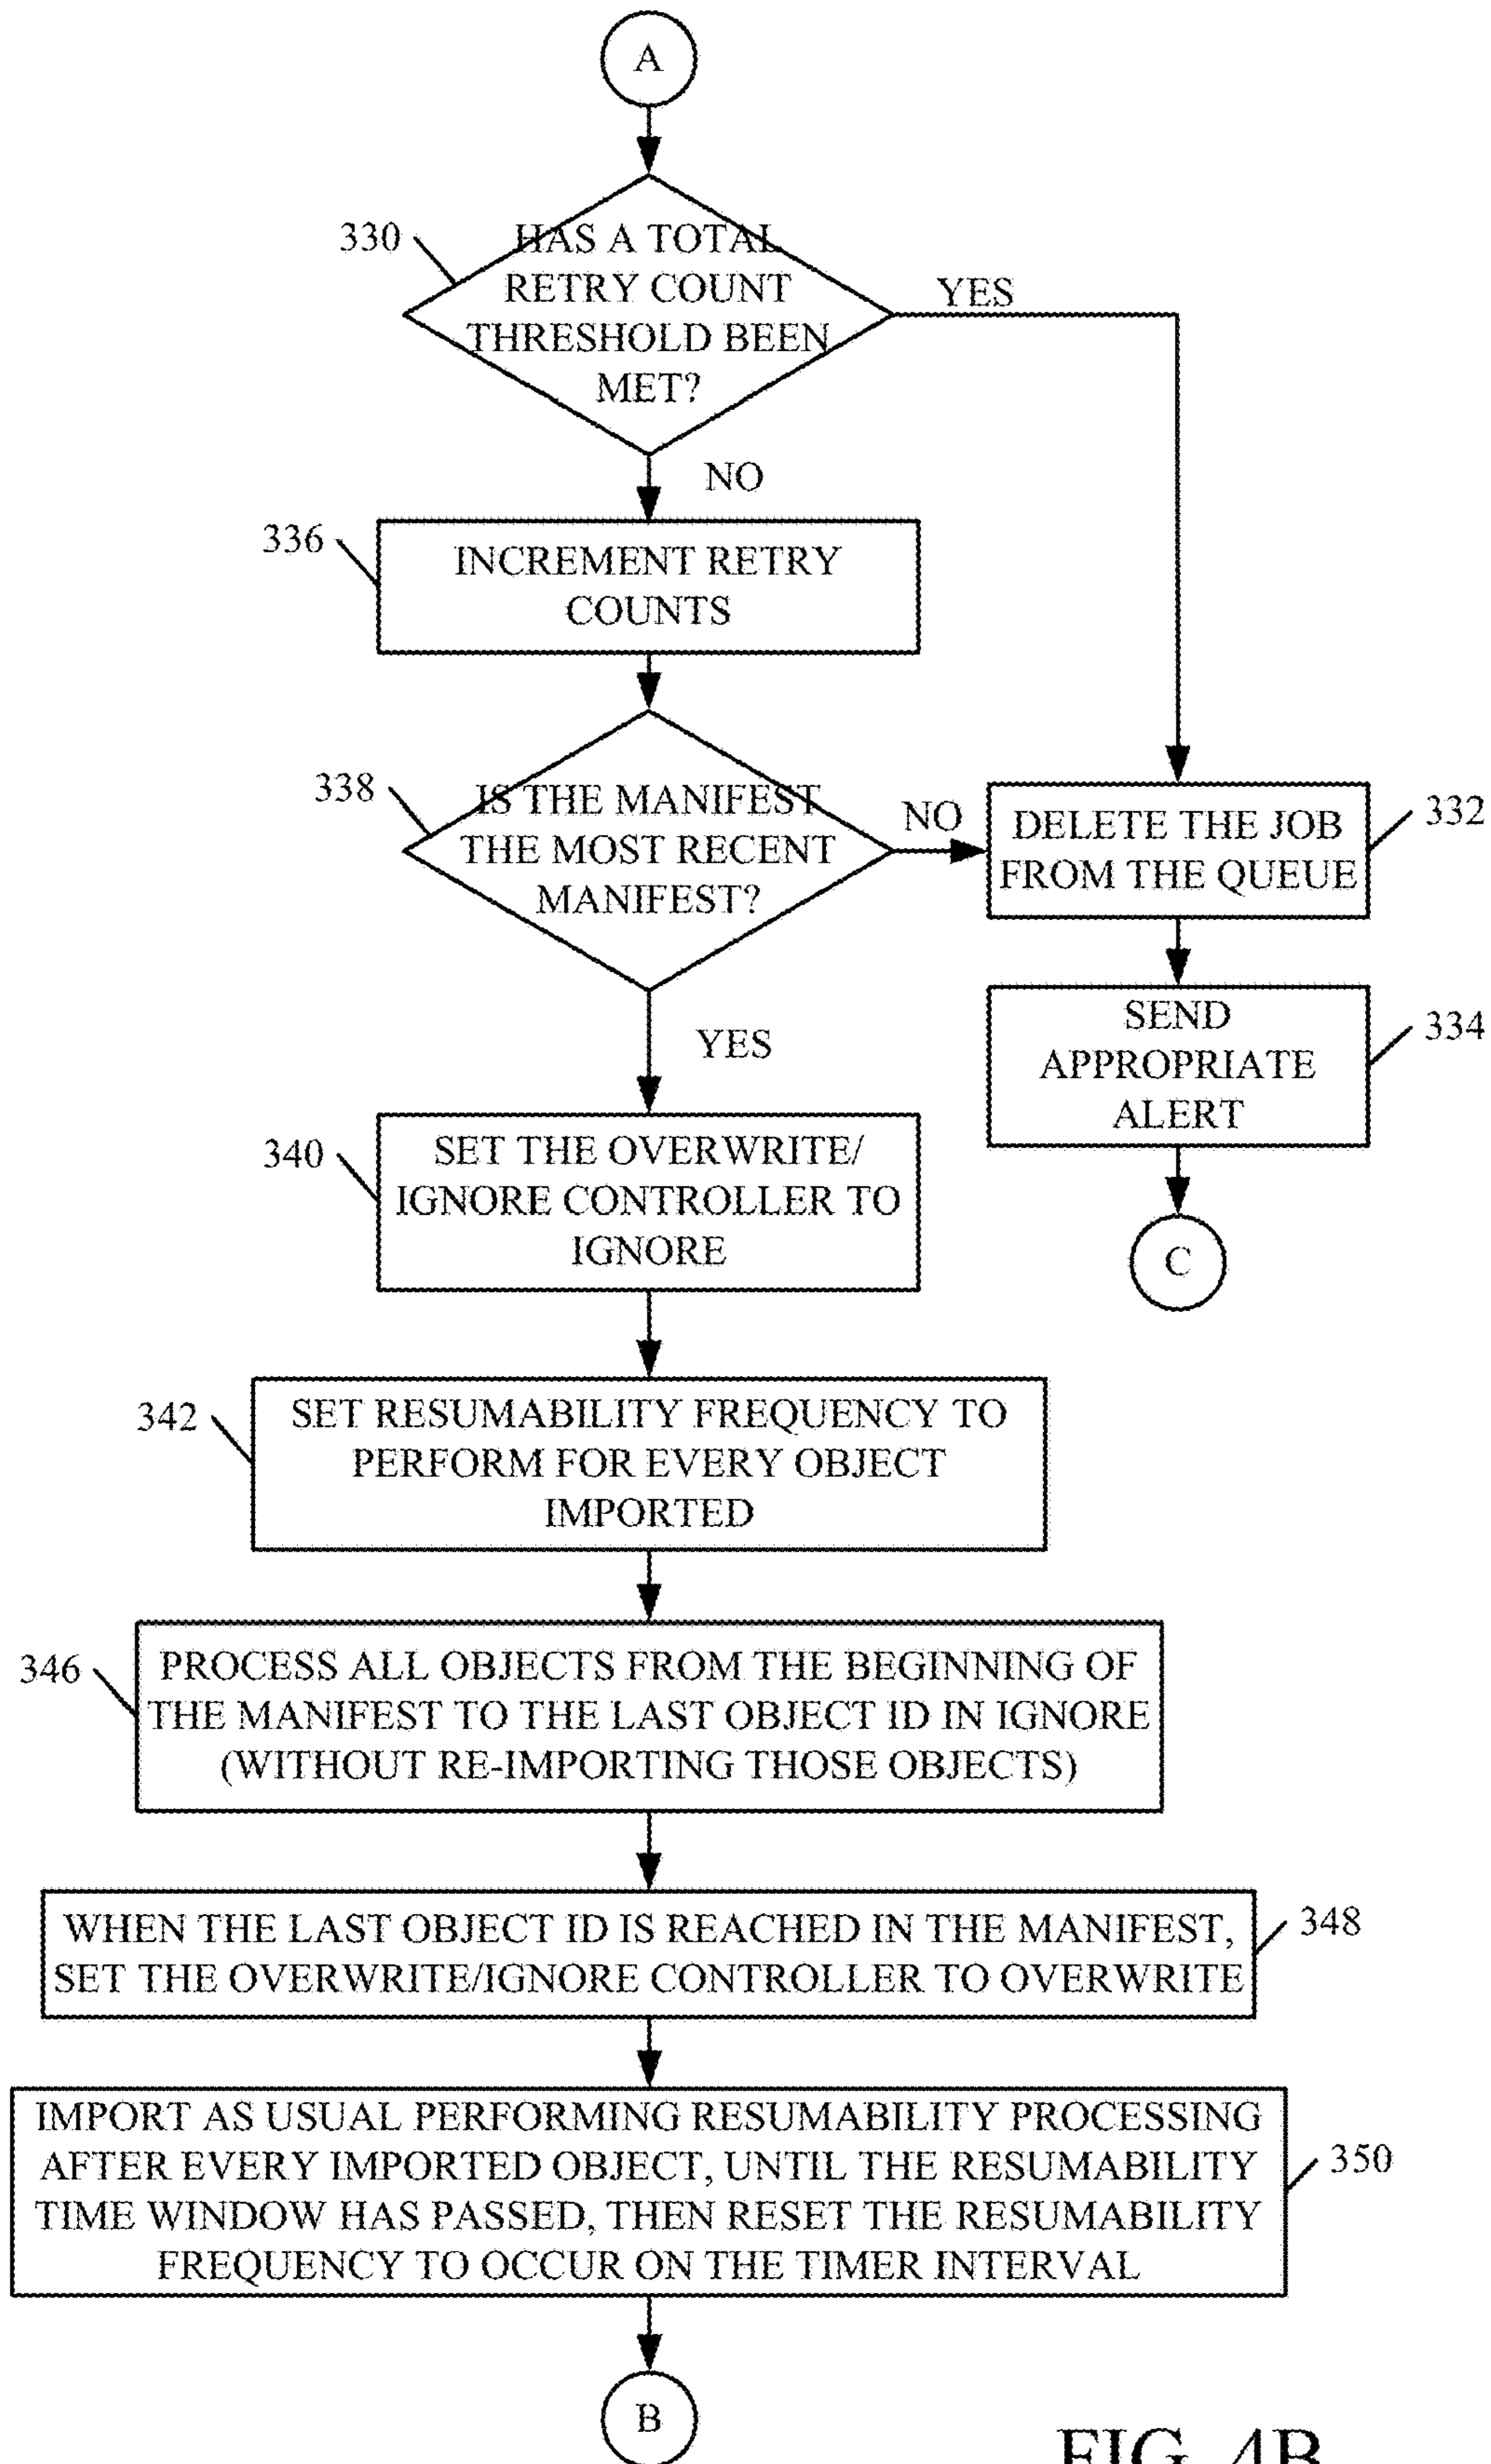 A
330
HAS A TOTAL
RETRY COUNT
THRESHOLD BEEN
MET?
YES
NO
336
INCREMENT RETRY
COUNTS
338
IS THE MANIFEST
THE MOST RECENT
MANIFEST?
NO
DELETE THE JOB
FROM THE QUEUE
332
YES
SEND
APPROPRIATE
ALERT
334
340
SET THE OVERWRITE/
IGNORE CONTROLLER TO
IGNORE
C
342
SET RESUMABILITY FREQUENCY TO
PERFORM FOR EVERY OBJECT
IMPORTED
346
PROCESS ALL OBJECTS FROM THE BEGINNING OF
THE MANIFEST TO THE LAST OBJECT ID IN IGNORE
(WITHOUT RE-IMPORTING THOSE OBJECTS)
WHEN THE LAST OBJECT ID IS REACHED IN THE MANIFEST,
SET THE OVERWRITE/IGNORE CONTROLLER TO OVERWRITE
348
IMPORT AS USUAL PERFORMING RESUMABILITY PROCESSING
AFTER EVERY IMPORTED OBJECT, UNTIL THE RESUMABILITY
TIME WINDOW HAS PASSED, THEN RESET THE RESUMABILITY
FREQUENCY TO OCCUR ON THE TIMER INTERVAL
350
B
FIG. 4B